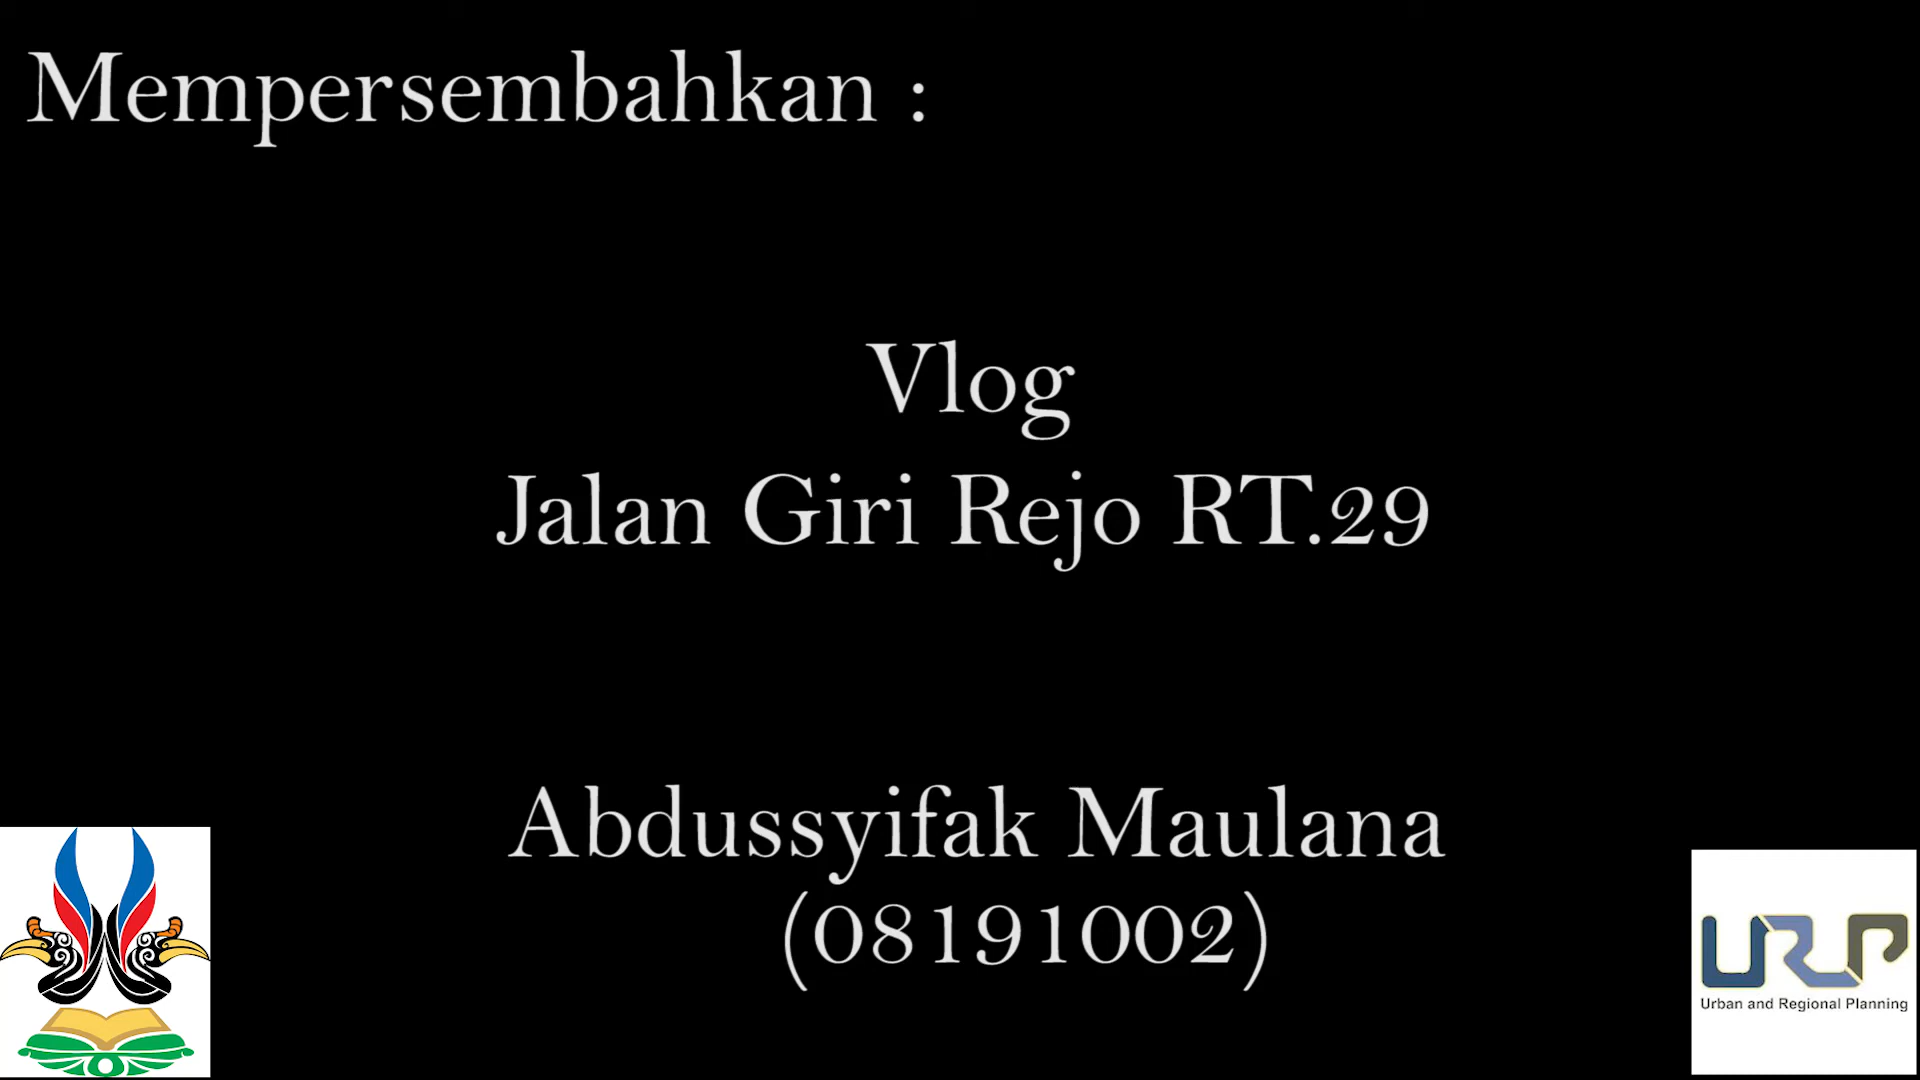 Mempersembahkan :
Vlog
Jalan Giri Rejo RT.29
Abdussyifak Maulana
(08191002)
URP
Urban and Regional Planning